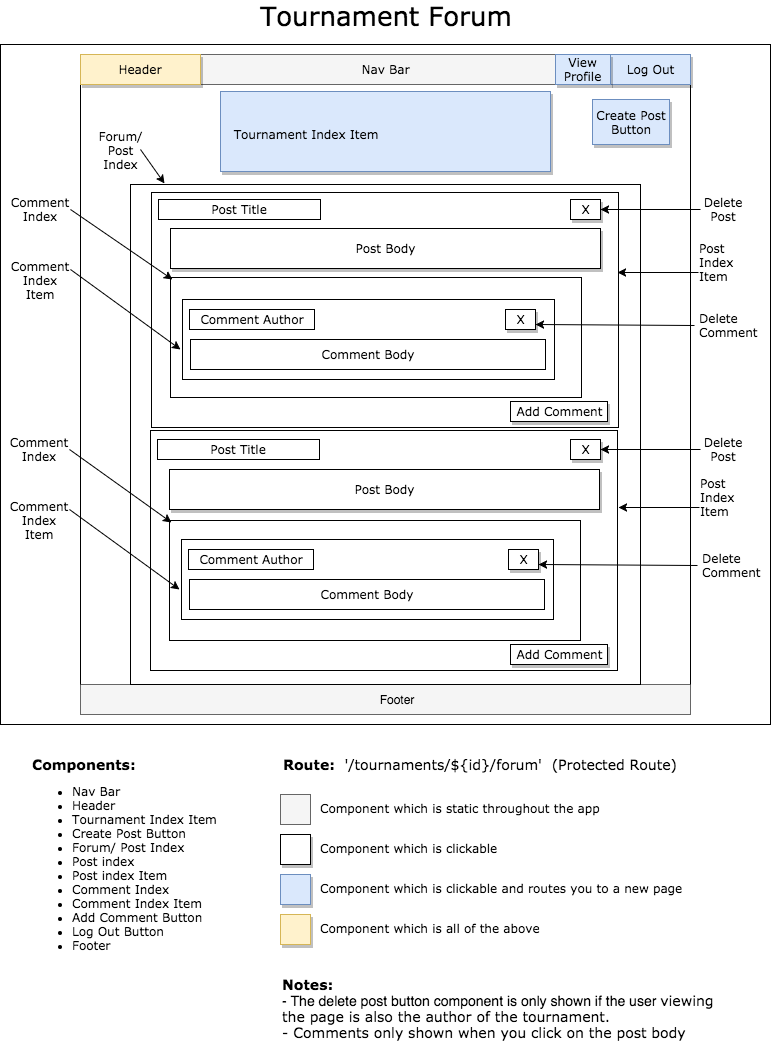 Tournament Forum
Header
Nav Bar
View
Profile
Log Out
Tournament Index Item
Create Post
Button
Forum/
Post
Index
Comment
Index
Post Title
X
Delete
Post
Post Body
Post
Index
Item
Comment
Index
Item
Comment Author
X
Delete
Comment
Comment Body
Add Comment
Comment
Index
Post Title
X
Delete
Post
Post Body
Post
Index
Item
Comment
Index
Item
Comment Author
X
Delete
Comment
Comment Body
Add Comment
Footer
Components:
Nav Bar
Header
Tournament Index Item
Create Post Button
Forum/ Post Index
Post index
Post index Item
Comment Index
Comment Index Item
Add Comment Button
Log Out Button
Footer
Route: '/tournaments/${id}/forum' (Protected Route)
Component which is static throughout the app
Component which is clickable
Component which is clickable and routes you to a new page
Component which is all of the above
Notes:
- The delete post button component is only shown if the user viewing
the page is also the author of the tournament.
- Comments only shown when you click on the post body